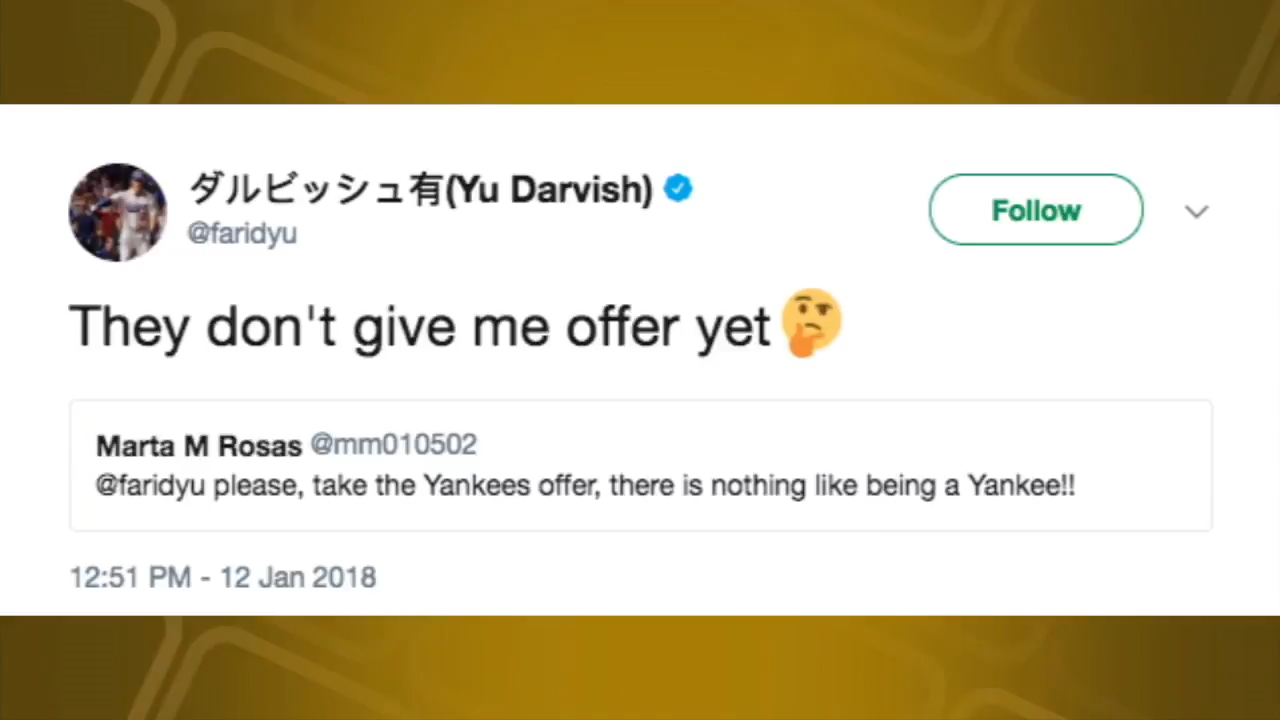 ダルビッシュ有(Yu Darvish)
@faridyu
Follow
They don't give me offer yet🤔
Marta M Rosas @mm010502
@faridyu please, take the Yankees offer, there is nothing like being a Yankee!!
12:51 PM - 12 Jan 2018